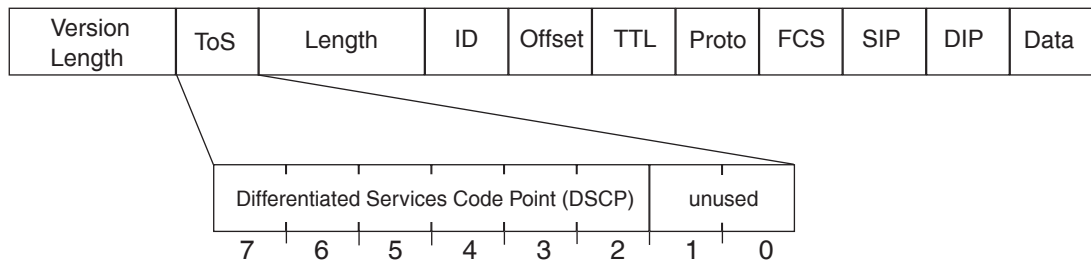 Version Length ToS Length ID Offset TTL Proto FCS SIP DIP Data
Differentiated Services Code Point (DSCP) unused
7 6 5 4 3 2 1 0